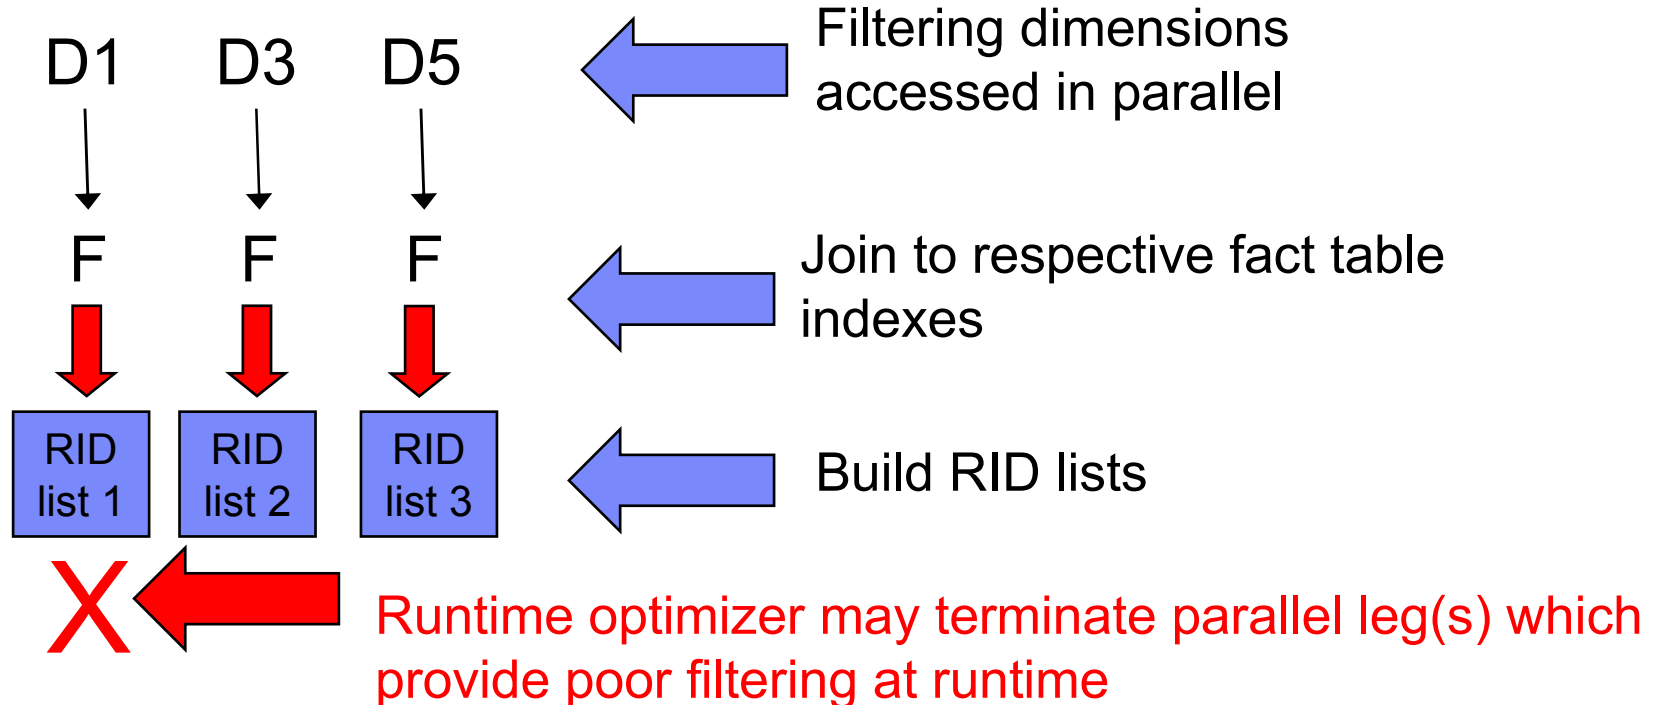 D1 D3 D5
Filtering dimensions
accessed in parallel
F F F
Join to respective fact table
indexes
RID RID RID
list 1 list 2 list 3
Build RID lists
X
Runtime optimizer may terminate parallel leg(s) which
provide poor filtering at runtime